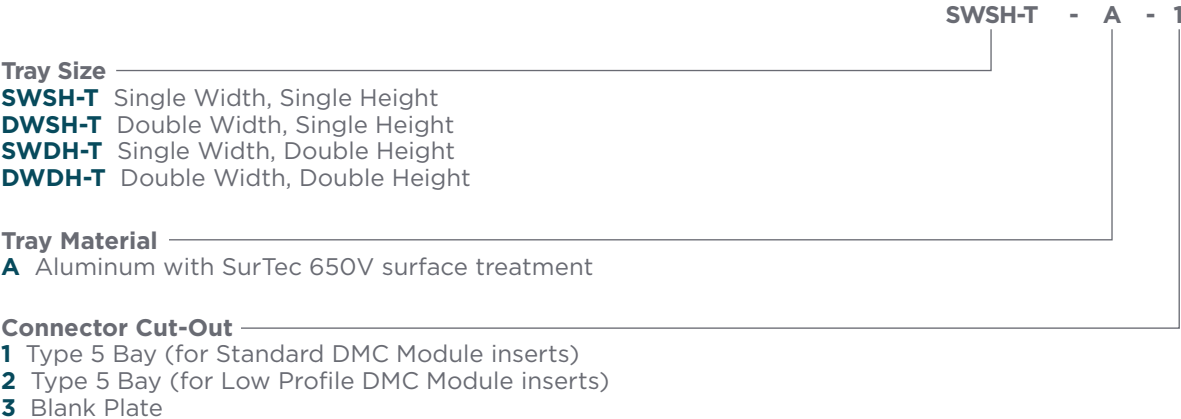 SWSH-T - A - 1
Tray Size
SWSH-T Single Width, Single Height
DWSH-T Double Width, Single Height
SWDH-T Single Width, Double Height
DWDH-T Double Width, Double Height
Tray Material
A Aluminum with SurTec 650V surface treatment
Connector Cut-Out
1 Type 5 Bay (for Standard DMC Module inserts)
2 Type 5 Bay (for Low Profile DMC Module inserts)
3 Blank Plate